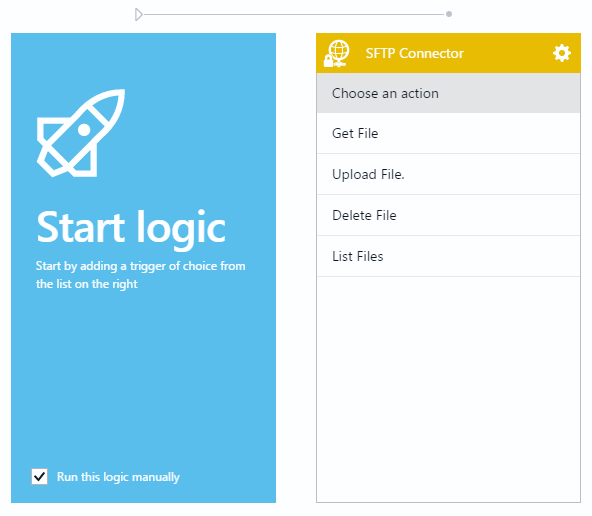 Start logic
Start by adding a trigger of choice from
the list on the right
Run this logic manually
SFTP Connector
Choose an action
Get File
Upload File.
Delete File
List Files